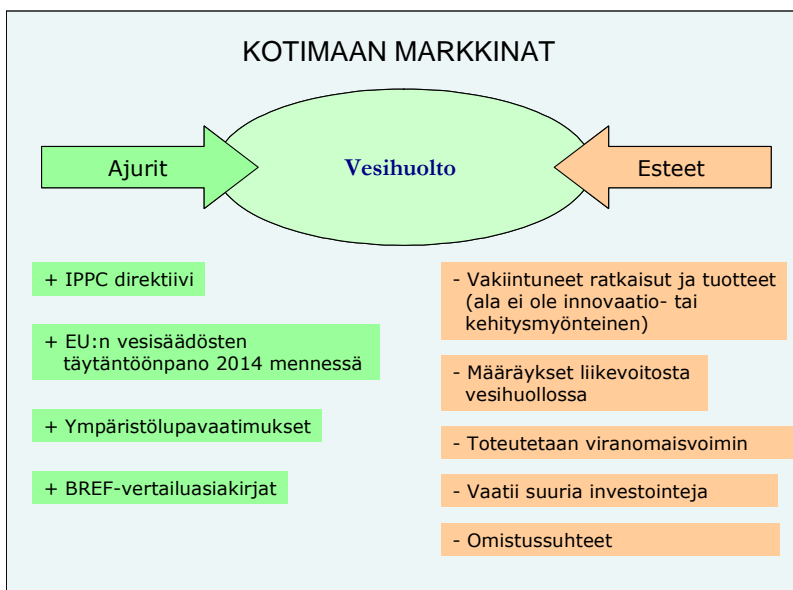 KOTIMAAN MARKKINAT
Ajurit
Vesihuolto
Esteet
+ IPPC direktiivi
+ EU:n vesisäädösten
täytäntöönpano 2014 mennessä
+ Ympäristölupavaatimukset
+ BREF-vertailuasiakirjat
- Vakiintuneet ratkaisut ja tuotteet
(ala ei ole innovaatio- tai
kehitysmyönteinen)
- Määräykset liikevoitosta
vesihuollossa
- Toteutetaan viranomaisvoimin
- Vaatii suuria investointeja
- Omistussuhteet